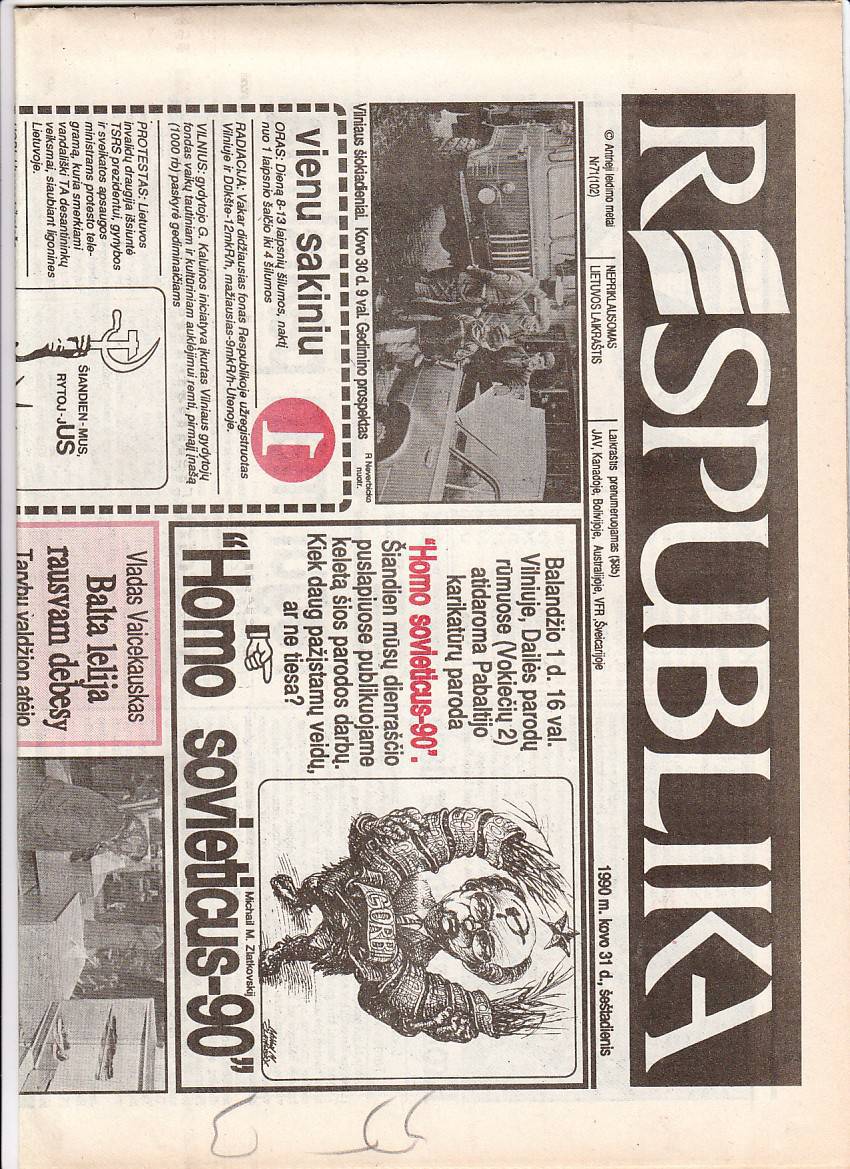 RESPUBLIKA
© Antrieji leidimo metai
Nr71(102)
NEPRIKLAUSOMAS
LIETUVOS LAIKRAŠTIS
Laikraštis prenumeruojamas ($85)
JAV, Kanadoje, Bolivijoje, Australijoje, VFR, Šveicarijoje
1990 m. kovo 31 d., šeštadienis
Vilniaus šiokiadieniai. Kovo 30 d. 9 val. Gedimino prospektas
R Neverbicko
nuotr.
vienu sakiniu
1
ORAS: Dieną 8-13 laipsnių šilumos, naktį
nuo 1 laipsnio šalčio iki 4 šilumos
RADIACIJA: Vakar didžiausias fonas Respublikoje užregistruotas
Vilniuje ir Dūkšte-12mkR/h, mažiausias-9mkR/h-Utenoje.
VILNIUS: gydytojo G. Kaluinos iniciatyva įkurtas Vilniaus gydytojų
fondas vaikų tautiniam ir kultūriniam auklėjimui remti, pirmąjį įnašą
(1000 rb) paskyrė gediminaičiams
PROTESTAS: Lietuvos
invalidų draugija išsiuntė
TSRS prezidentui, gynybos
ir sveikatos apsaugos
ministrams protesto tele-
gramą, kuria smerkiami
vandališki TA desantininkų
veiksmai, siaubiant ligonines
Lietuvoje.
ŠIANDIEN-MUS,
RYTOJ-JUS
Balandžio 1 d. 16 val.
Vilniuje, Dailės parodų
rūmuose (Vokiečių 2)
atidaroma Pabaltijo
karikatūrų paroda
"Homo sovieticus-90".
Šiandien mūsų dienraščio
puslapiuose publikuojame
keletą šios parodos darbų.
Kiek daug pažįstamų veidų,
ar ne tiesa?
GORBI
Michail M. Zlatkovskij
"Homo sovieticus-90"
Vladas Vaicekauskas
Balta lelija
rausvam debesy
Tarybų valdžion atėjo